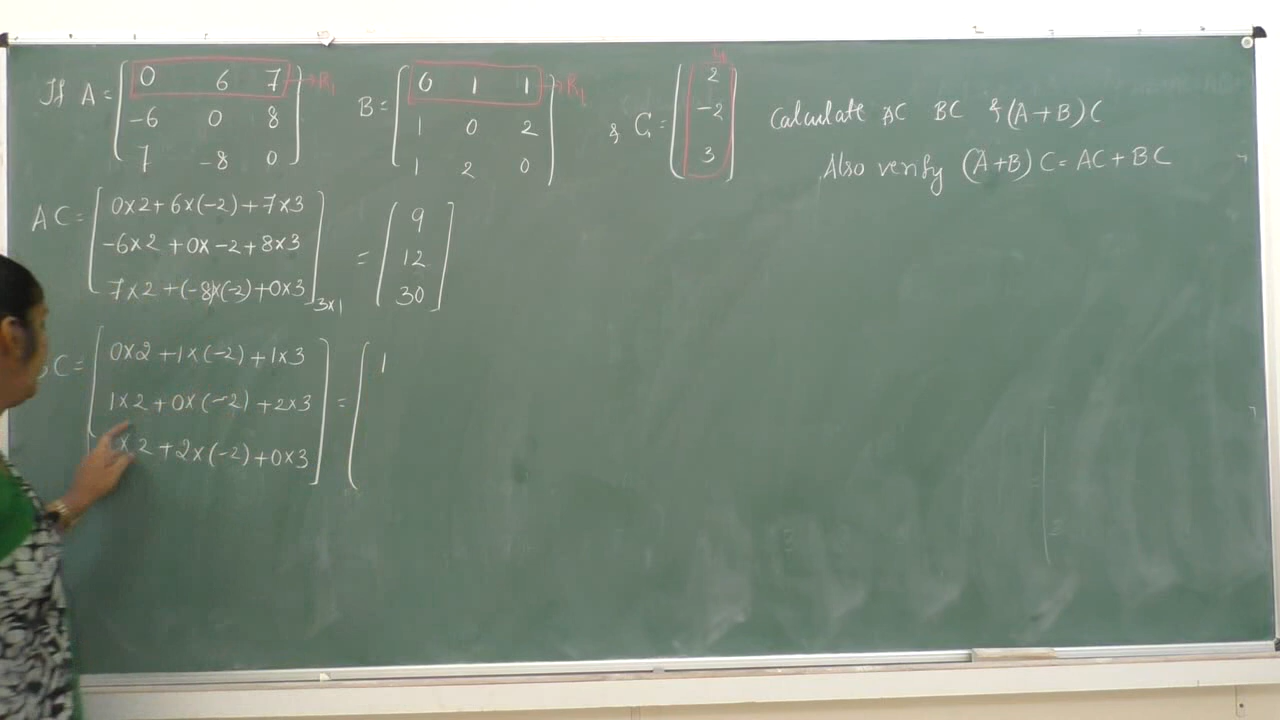 If A = [ 0 6 7 → R1
-6 0 8
7 -8 0 ]
B = [ 0 1 1 → R1
1 0 2
1 2 0 ]
& C = [ 2
-2
3 ]
Calculate AC BC & (A+B)C
Also verify (A+B)C = AC + BC
AC = [ 0×2 + 6×(-2) + 7×3
-6×2 + 0×-2 + 8×3
7×2 + (-8)×(-2) + 0×3 ] 3×1
= [ 9
12
30 ]
C = [ 0×2 + 1×(-2) + 1×3
1×2 + 0×(-2) + 2×3
×2 + 2×(-2) + 0×3 ]
= [ 1